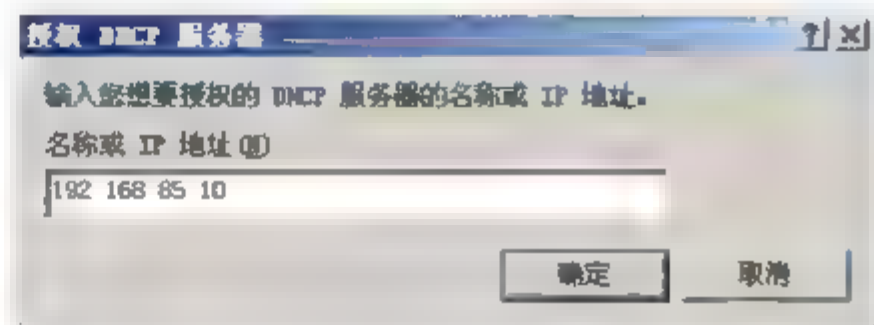 授权 DHCP 服务器
输入您想要授权的 DHCP 服务器的名称或 IP 地址。
名称或 IP 地址(N)
192 168 85 10
确定 取消